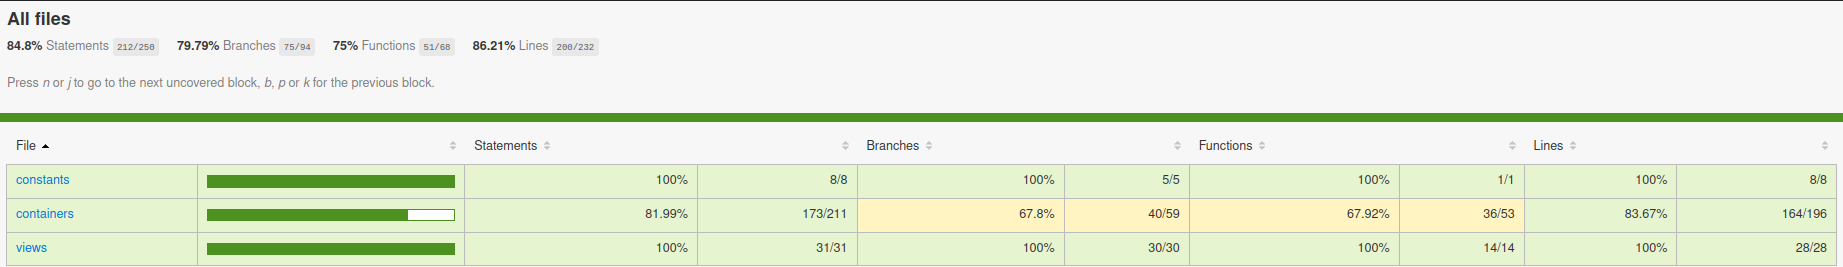 All files
84.8% Statements 212/250 79.79% Branches 75/94 75% Functions 51/68 86.21% Lines 200/232
Press n or j to go to the next uncovered block, b, p or k for the previous block.
File Statements Branches Functions Lines
constants 100% 8/8 100% 5/5 100% 1/1 100% 8/8
containers 81.99% 173/211 67.8% 40/59 67.92% 36/53 83.67% 164/196
views 100% 31/31 100% 30/30 100% 14/14 100% 28/28